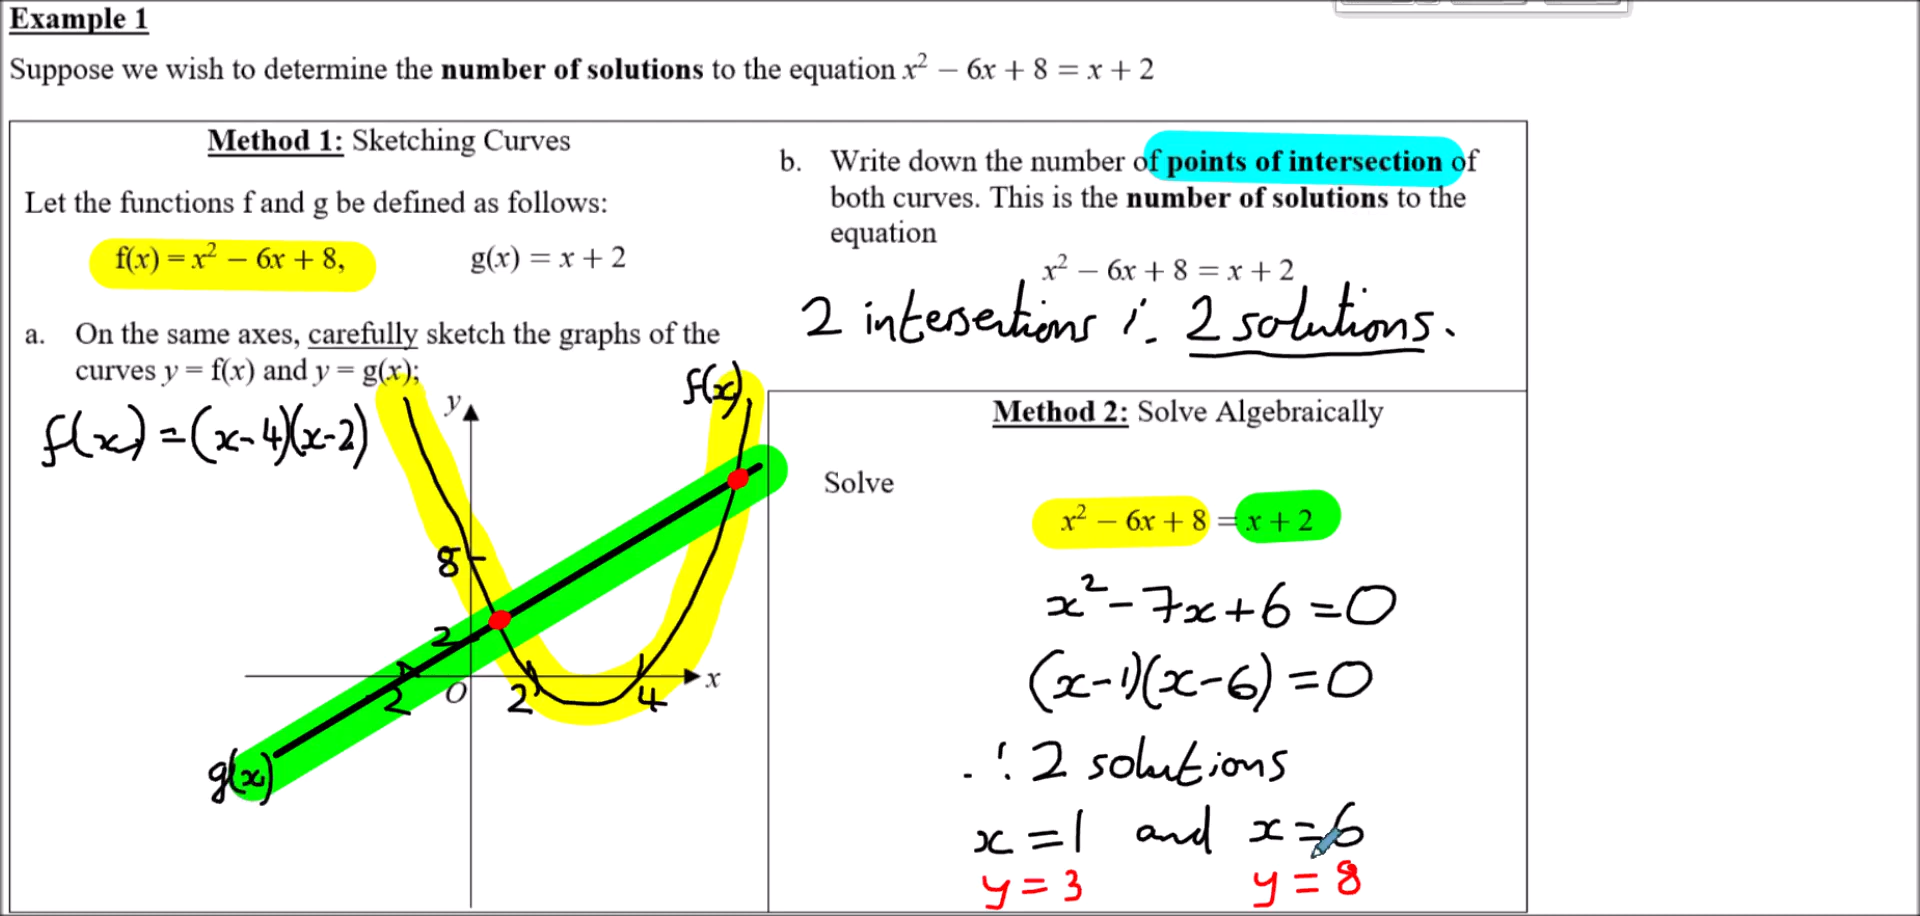 Example 1
Suppose we wish to determine the number of solutions to the equation x² − 6x + 8 = x + 2
Method 1: Sketching Curves
Let the functions f and g be defined as follows:
f(x) = x² − 6x + 8, g(x) = x + 2
a. On the same axes, carefully sketch the graphs of the
curves y = f(x) and y = g(x);
f(x) = (x-4)(x-2)
y
f(x)
8
2
2
O
2
4
x
g(x)
b. Write down the number of points of intersection of
both curves. This is the number of solutions to the
equation
x² − 6x + 8 = x + 2
2 intersertions ∴ 2 solutions.
Method 2: Solve Algebraically
Solve
x² − 6x + 8 = x + 2
x² - 7x + 6 = 0
(x-1)(x-6) = 0
∴ 2 solutions
x = 1 and x = 6
y = 3 y = 8